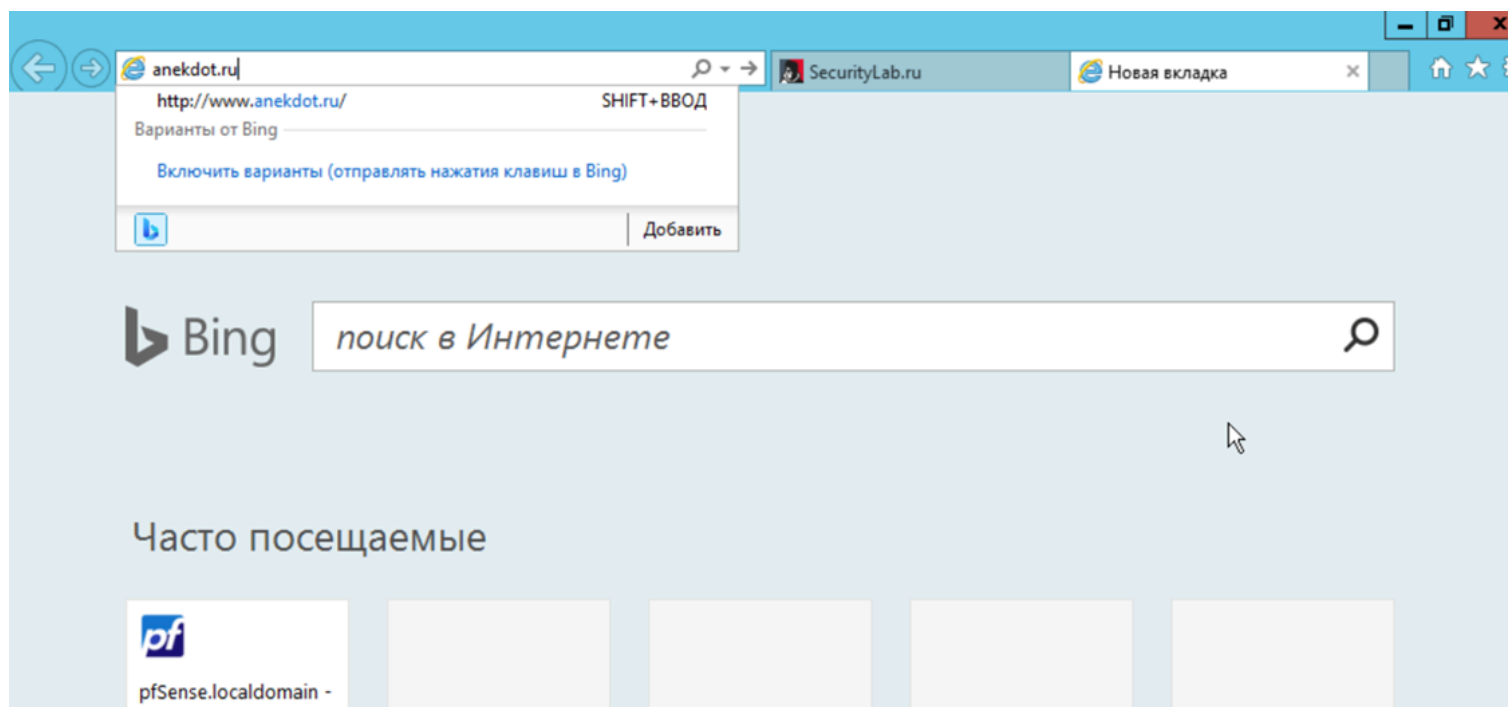 anekdot.ru
SecurityLab.ru
Новая вкладка
http://www.anekdot.ru/ SHIFT+ВВОД
Варианты от Bing
Включить варианты (отправлять нажатия клавиш в Bing)
Добавить
Bing
поиск в Интернете
Часто посещаемые
pf
pfSense.localdomain -